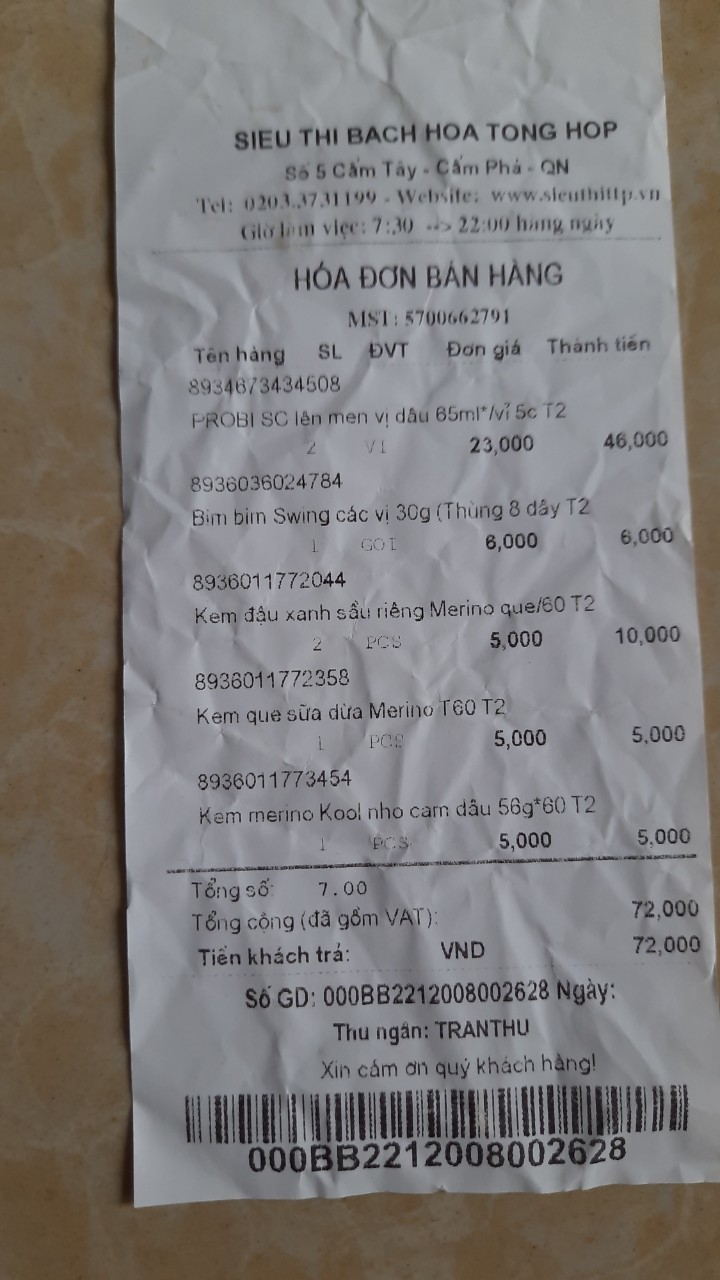 SIEU THI BACH HOA TONG HOP
Số 5 Cẩm Tây - Cẩm Phả - QN
Tel: 0203.3731199 - Website: www.sieuthittp.vn
Giờ làm việc: 7:30 --> 22:00 hàng ngày
HÓA ĐƠN BÁN HÀNG
MST: 5700662791
Tên hàng SL ĐVT Đơn giá Thành tiền
8934673434508
PROBI SC lên men vị dâu 65ml*/vỉ 5c T2
2 VI 23,000 46,000
8936036024784
Bim bim Swing các vị 30g (Thùng 8 dây T2
1 GOI 6,000 6,000
8936011772044
Kem đậu xanh sầu riêng Merino que/60 T2
2 PCS 5,000 10,000
8936011772358
Kem que sữa dừa Merino T60 T2
1 PCS 5,000 5,000
8936011773454
Kem merino Kool nho cam dâu 56g*60 T2
1 PCS 5,000 5,000
Tổng số: 7.00
Tổng cộng (đã gồm VAT): 72,000
Tiền khách trả: VND 72,000
Số GD: 000BB2212008002628 Ngày:
Thu ngân: TRANTHU
Xin cảm ơn quý khách hàng!
000BB2212008002628